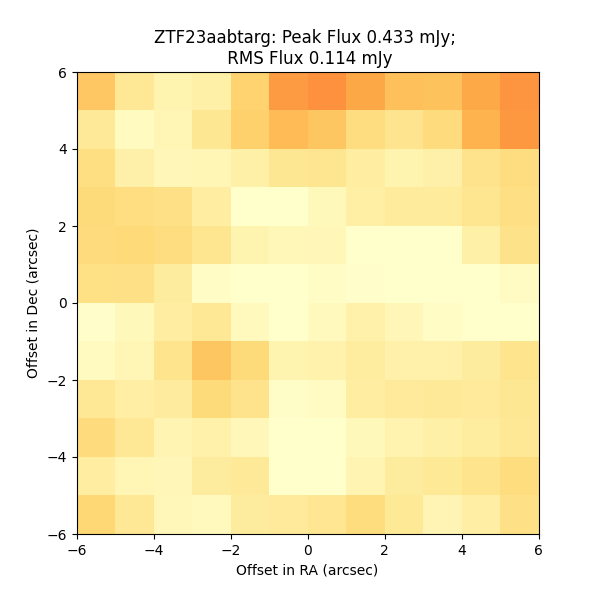 ZTF23aabtarg: Peak Flux 0.433 mJy;
RMS Flux 0.114 mJy
6
4
2
0
−2
−4
−6
Offset in Dec (arcsec)
−6 −4 −2 0 2 4 6
Offset in RA (arcsec)